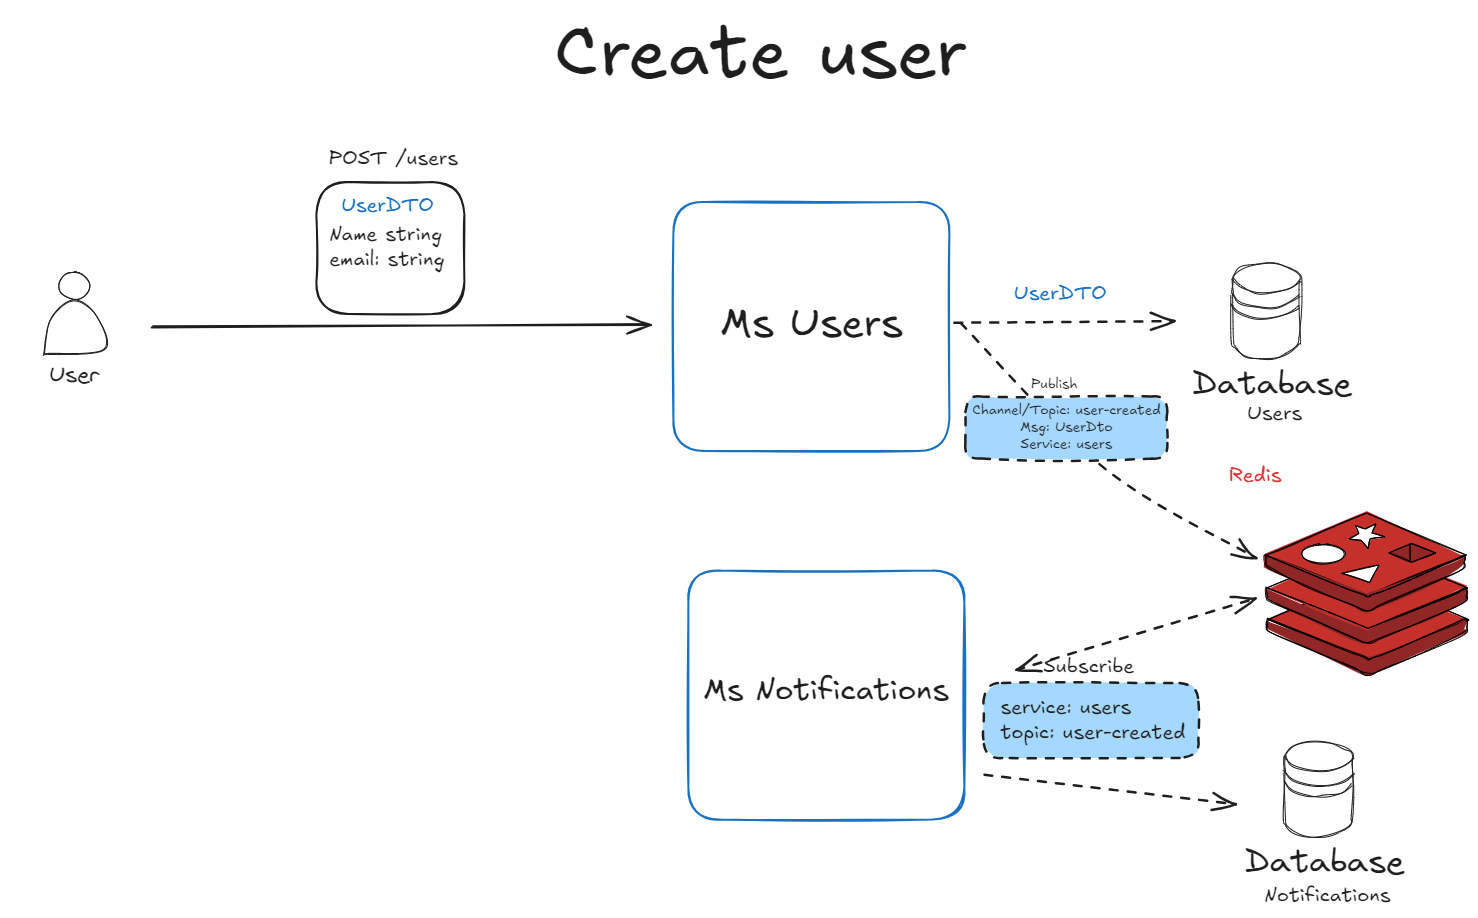 Create user
POST /users
UserDTO
Name string
email: string
User
Ms Users
UserDTO
Database
Users
Publish
Channel/Topic: user-created
Msg: UserDto
Service: users
Redis
Ms Notifications
Subscribe
service: users
topic: user-created
Database
Notifications